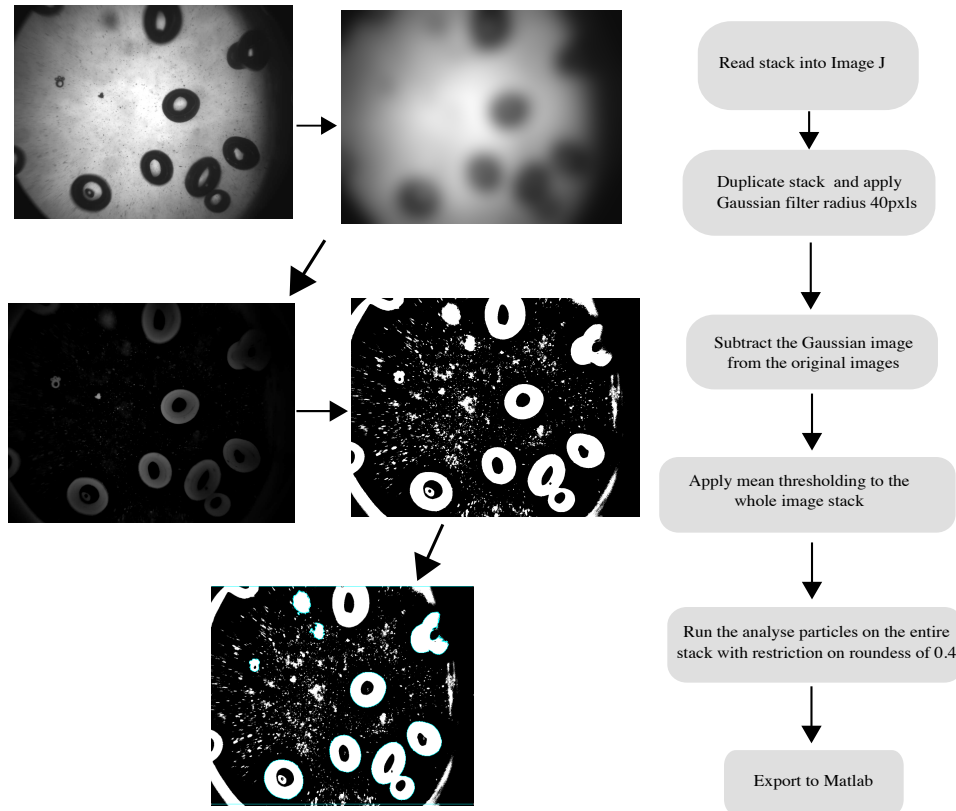 Read stack into Image J
Duplicate stack and apply
Gaussian filter radius 40pxls
Subtract the Gaussian image
from the original images
Apply mean thresholding to the
whole image stack
Run the analyse particles on the entire
stack with restriction on roundess of 0.4
Export to Matlab